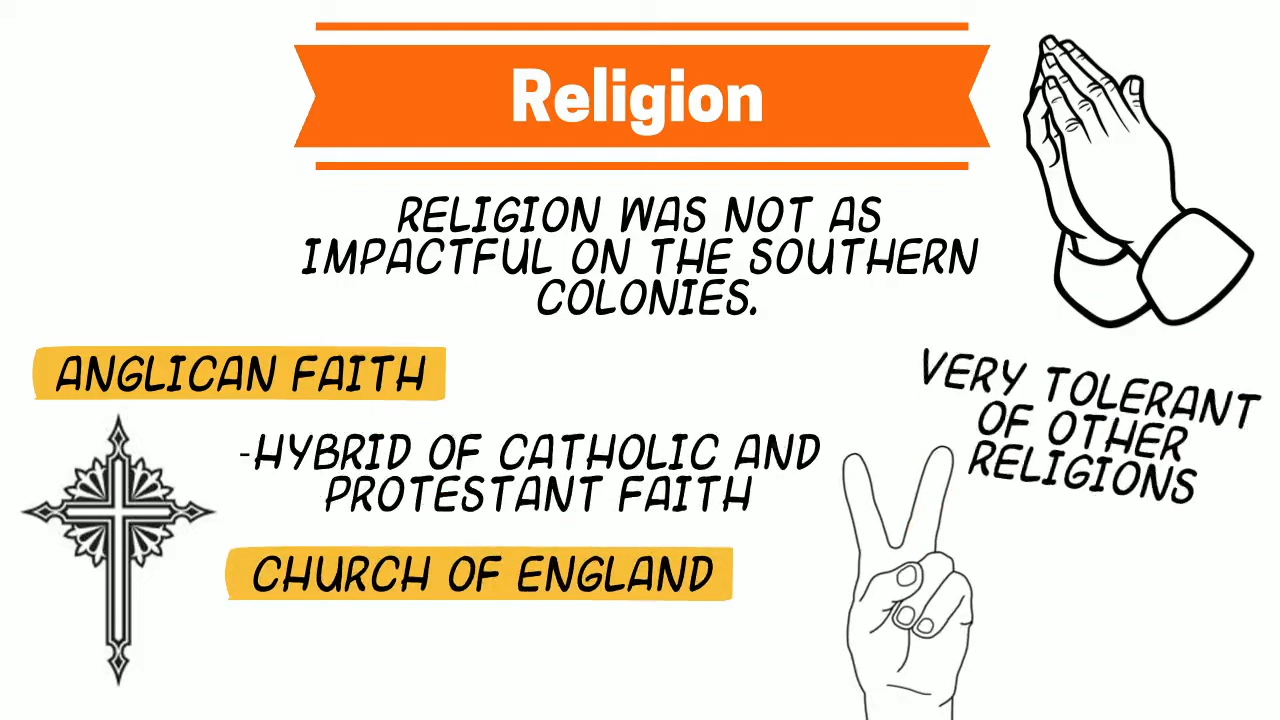 Religion
RELIGION WAS NOT AS
IMPACTFUL ON THE SOUTHERN
COLONIES.
ANGLICAN FAITH
-HYBRID OF CATHOLIC AND
PROTESTANT FAITH
CHURCH OF ENGLAND
VERY TOLERANT
OF OTHER
RELIGIONS